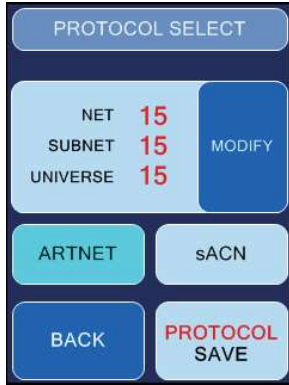 PROTOCOL SELECT
NET 15
SUBNET 15
UNIVERSE 15
MODIFY
ARTNET
sACN
BACK
PROTOCOL
SAVE